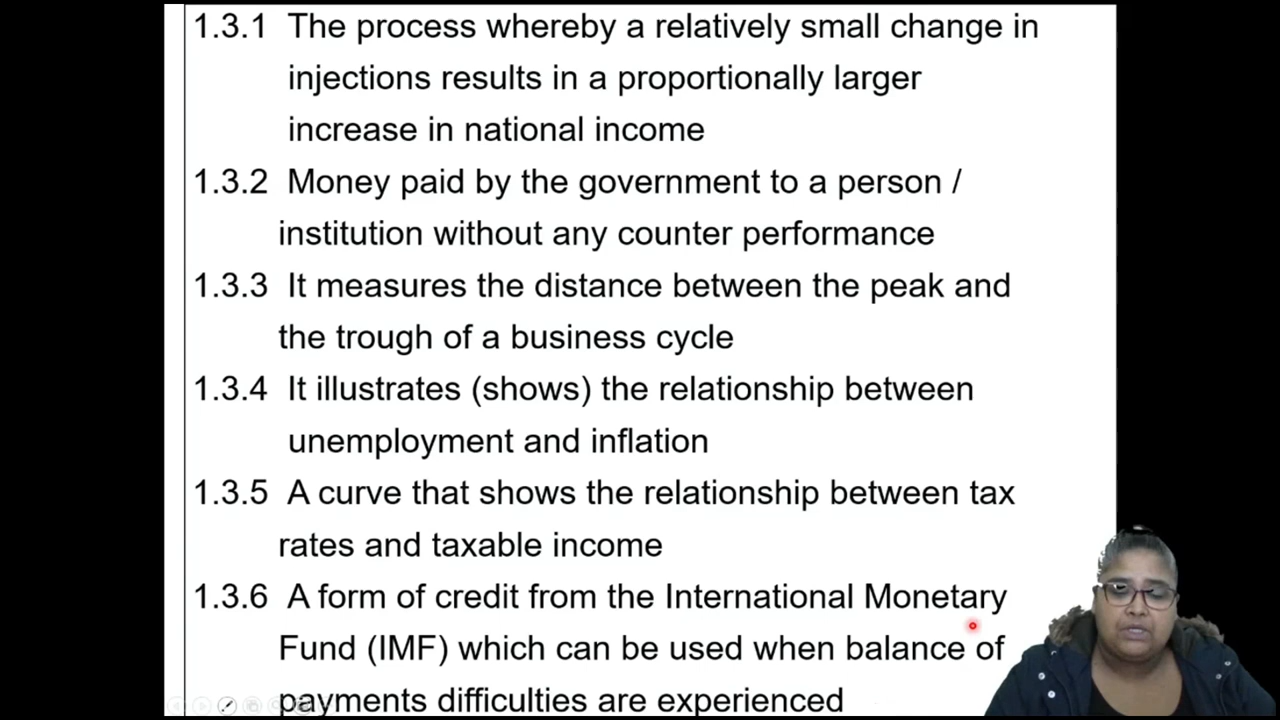 1.3.1 The process whereby a relatively small change in
injections results in a proportionally larger
increase in national income
1.3.2 Money paid by the government to a person /
institution without any counter performance
1.3.3 It measures the distance between the peak and
the trough of a business cycle
1.3.4 It illustrates (shows) the relationship between
unemployment and inflation
1.3.5 A curve that shows the relationship between tax
rates and taxable income
1.3.6 A form of credit from the International Monetary
Fund (IMF) which can be used when balance of
payments difficulties are experienced